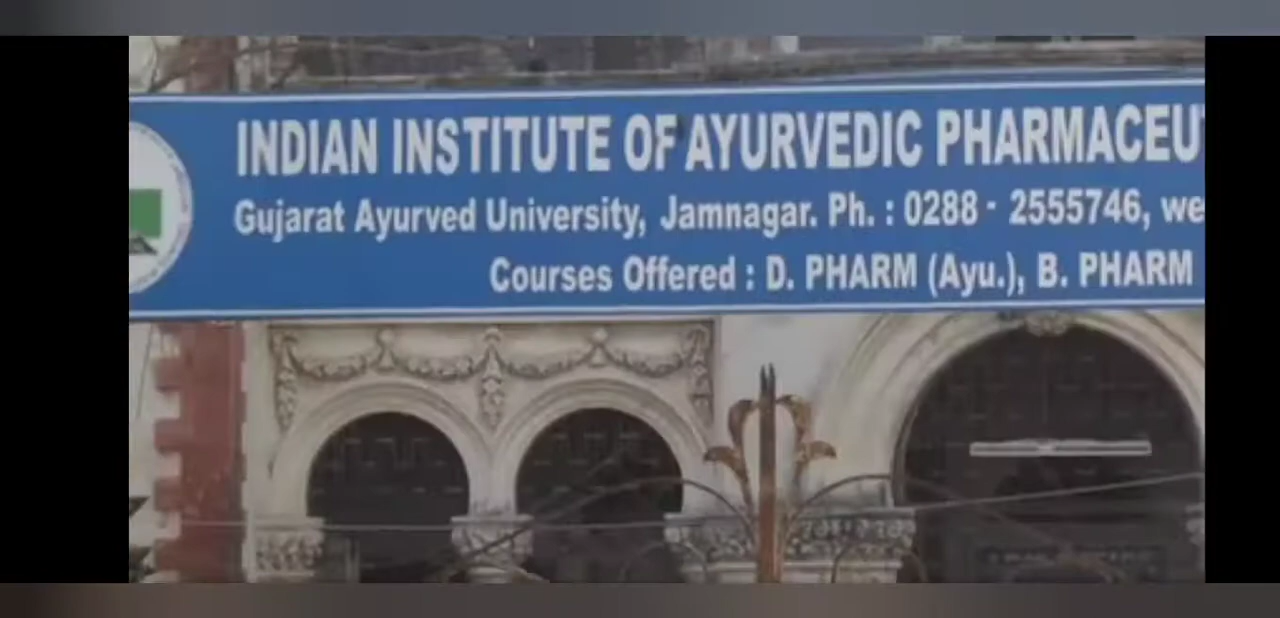 INDIAN INSTITUTE OF AYURVEDIC PHARMACEU
Gujarat Ayurved University, Jamnagar. Ph. : 0288 - 2555746, we
Courses Offered : D. PHARM (Ayu.), B. PHARM